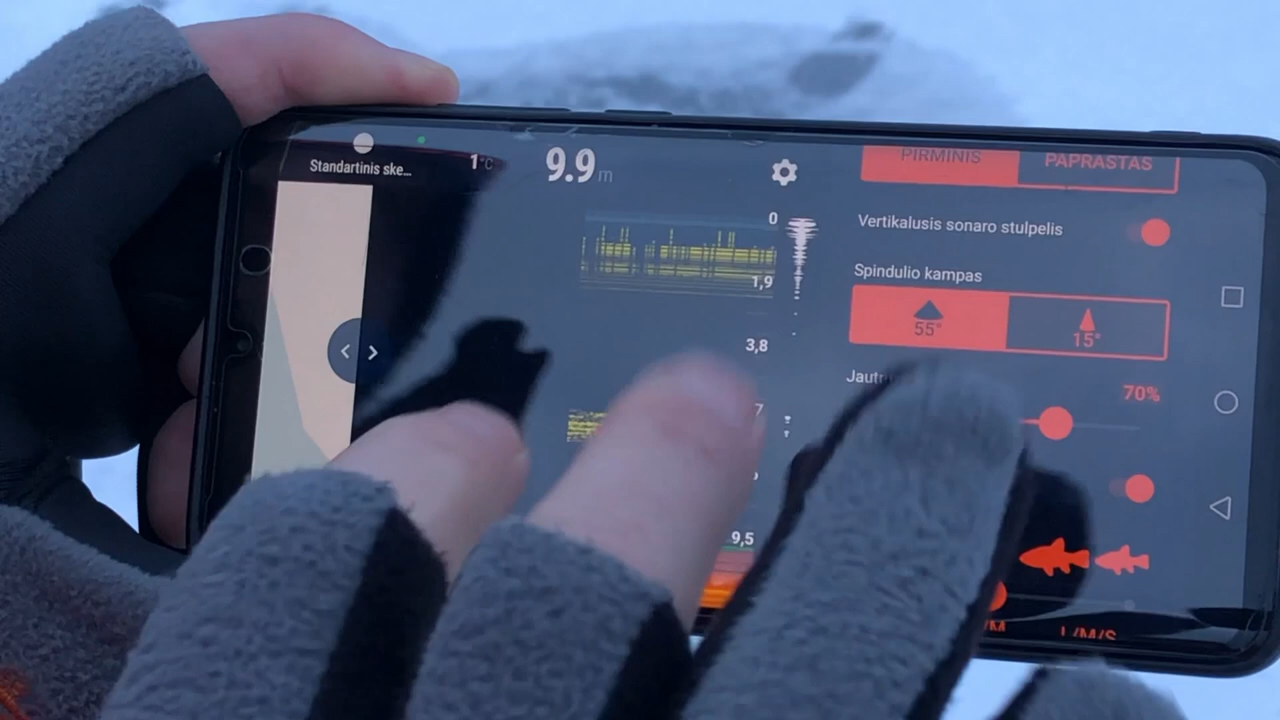 Standartinis ske...
1°C
9.9 m
PIRMINIS
PAPRASTAS
0
1,9
3,8
7
9,5
Vertikalusis sonaro stulpelis
Spindulio kampas
55°
15°
70%
L/M/S